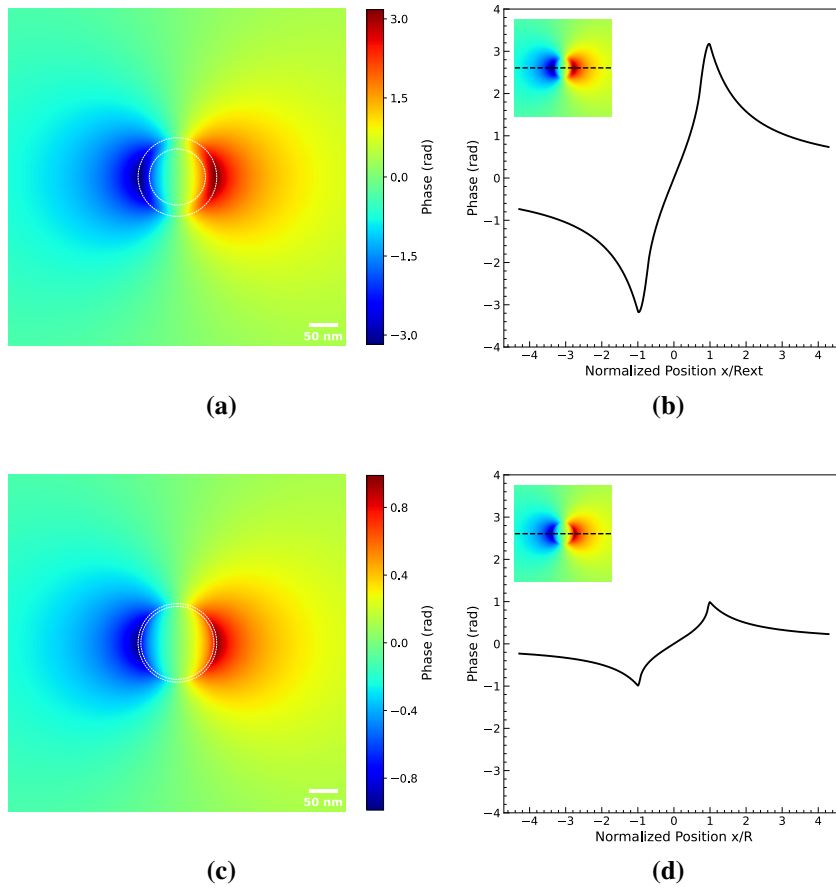 3.0
1.5
0.0
−1.5
−3.0
Phase (rad)
50 nm
(a)
4
3
2
1
0
−1
−2
−3
−4
Phase (rad)
−4 −3 −2 −1 0 1 2 3 4
Normalized Position x/Rext
(b)
0.8
0.4
0.0
−0.4
−0.8
Phase (rad)
50 nm
(c)
4
3
2
1
0
−1
−2
−3
−4
Phase (rad)
−4 −3 −2 −1 0 1 2 3 4
Normalized Position x/R
(d)